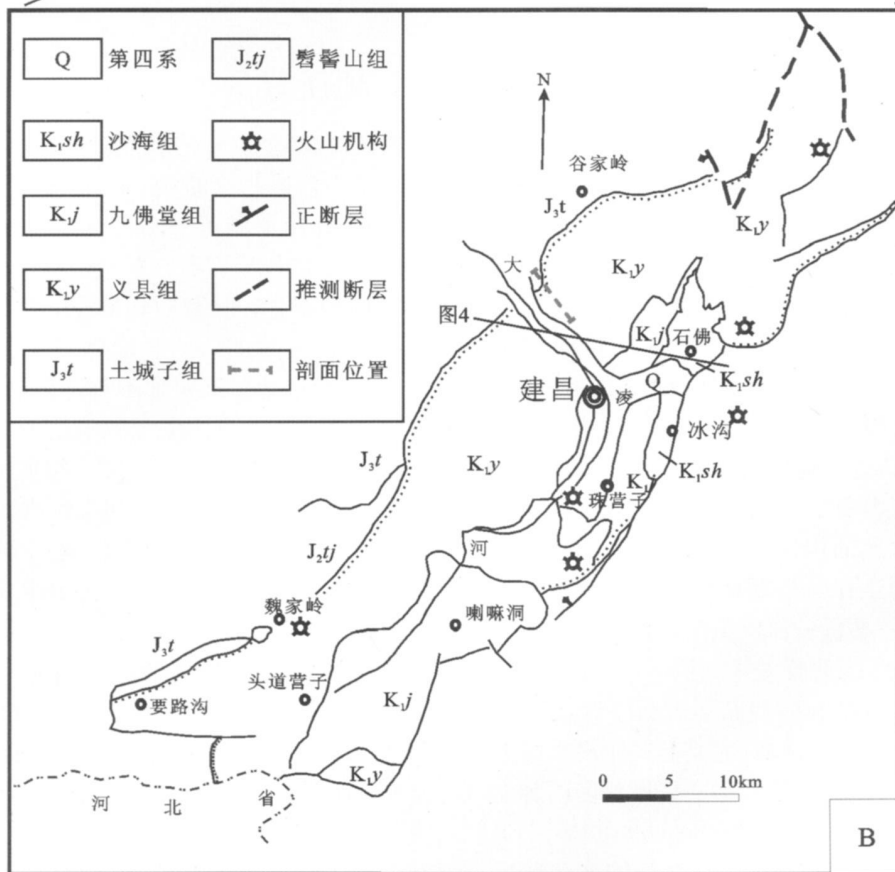 Q 第四系 J₂tj 髫髻山组
K₁sh 沙海组 火山机构
K₁j 九佛堂组 正断层
K₁y 义县组 推测断层
J₃t 土城子组 剖面位置
N
谷家岭
J₃t
K₁y
大
K₁y
图4
K₁j
石佛
K₁sh
建昌
Q
凌
冰沟
J₃t
K₁y
K₁sh
K₁j
珠营子
河
J₂tj
魏家岭
喇嘛洞
J₃t
头道营子
要路沟
K₁j
K₁y
0 5 10km
河北省
B